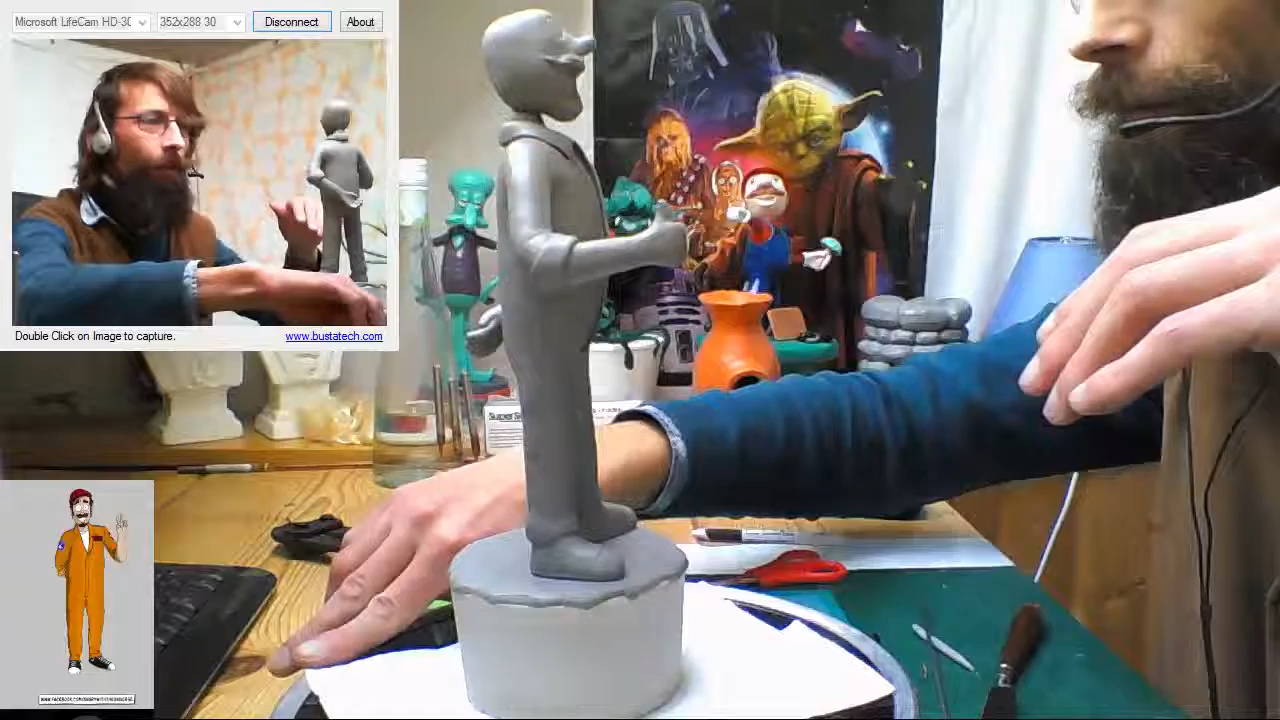 Microsoft LifeCam HD-30
352x288 30
Disconnect
About
Double Click on Image to capture.
www.bustatech.com